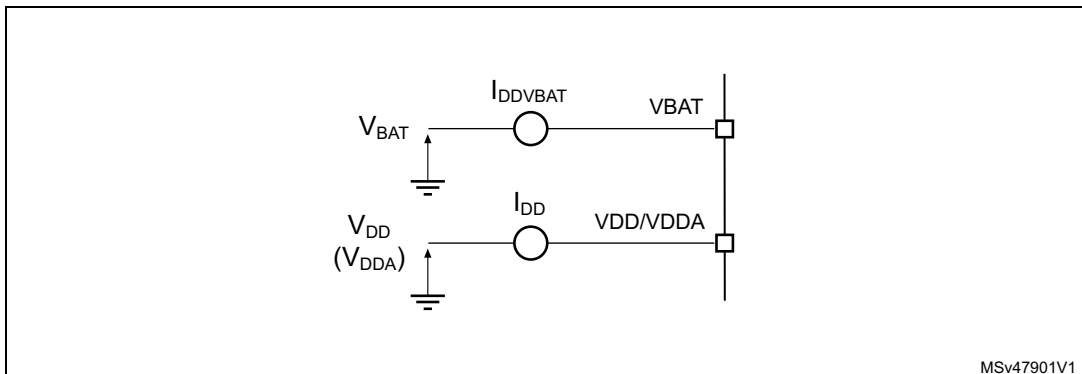 IDDVBAT
VBAT
VBAT
IDD
VDD/VDDA
VDD
(VDDA)
MSv47901V1